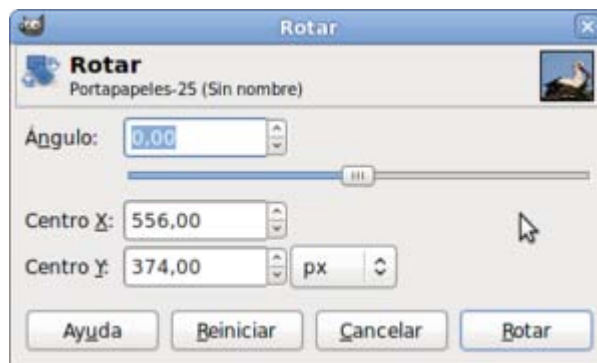 Rotar
Rotar
Portapapeles-25 (Sin nombre)
Ángulo: 0,00
Centro X: 556,00
Centro Y: 374,00 px
Ayuda Reiniciar Cancelar Rotar